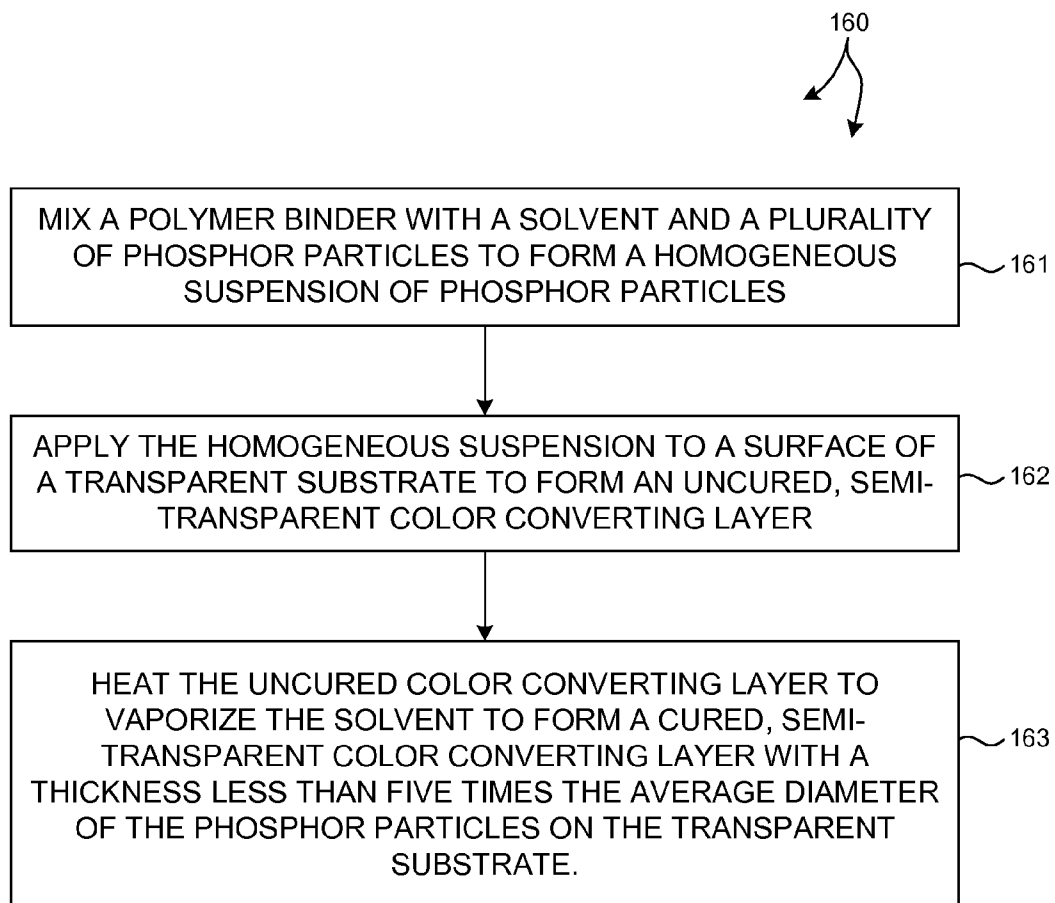 160
MIX A POLYMER BINDER WITH A SOLVENT AND A PLURALITY
OF PHOSPHOR PARTICLES TO FORM A HOMOGENEOUS
SUSPENSION OF PHOSPHOR PARTICLES
161
APPLY THE HOMOGENEOUS SUSPENSION TO A SURFACE OF
A TRANSPARENT SUBSTRATE TO FORM AN UNCURED, SEMI-
TRANSPARENT COLOR CONVERTING LAYER
162
HEAT THE UNCURED COLOR CONVERTING LAYER TO
VAPORIZE THE SOLVENT TO FORM A CURED, SEMI-
TRANSPARENT COLOR CONVERTING LAYER WITH A
THICKNESS LESS THAN FIVE TIMES THE AVERAGE DIAMETER
OF THE PHOSPHOR PARTICLES ON THE TRANSPARENT
SUBSTRATE.
163